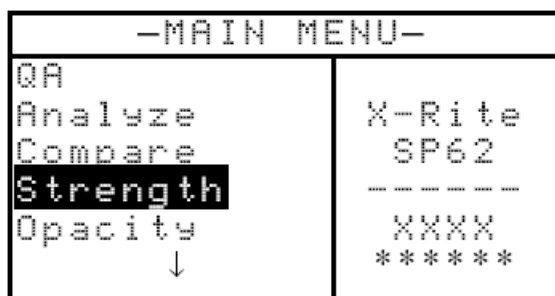 —MAIN MENU—
QA
Analyze
Compare
Strength
Opacity
↓
X-Rite
SP62
------
XXXX
******